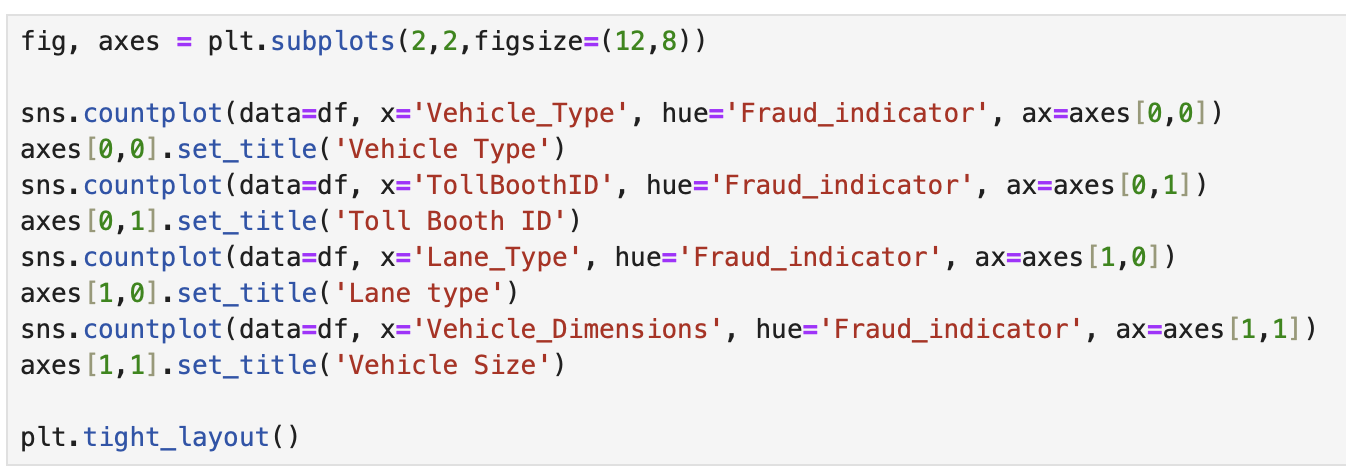 fig, axes = plt.subplots(2,2,figsize=(12,8))
sns.countplot(data=df, x='Vehicle_Type', hue='Fraud_indicator', ax=axes[0,0])
axes[0,0].set_title('Vehicle Type')
sns.countplot(data=df, x='TollBoothID', hue='Fraud_indicator', ax=axes[0,1])
axes[0,1].set_title('Toll Booth ID')
sns.countplot(data=df, x='Lane_Type', hue='Fraud_indicator', ax=axes[1,0])
axes[1,0].set_title('Lane type')
sns.countplot(data=df, x='Vehicle_Dimensions', hue='Fraud_indicator', ax=axes[1,1])
axes[1,1].set_title('Vehicle Size')
plt.tight_layout()